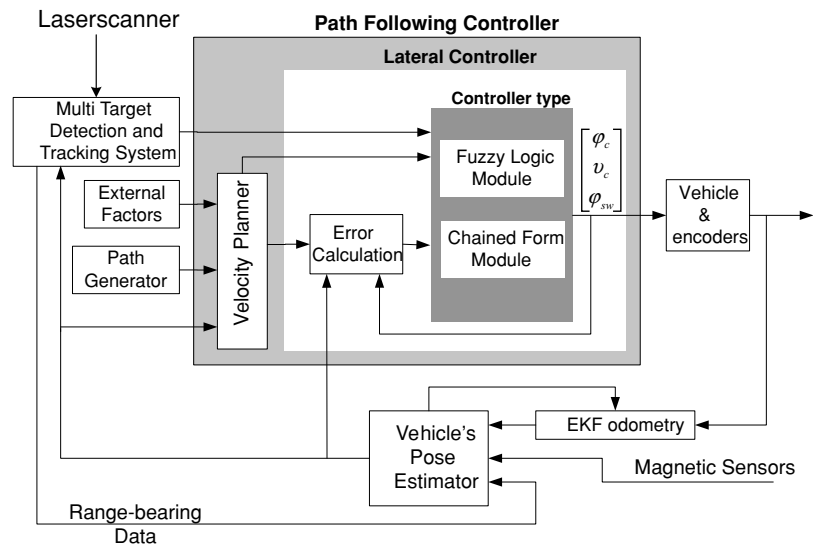 Laserscanner
Path Following Controller
Lateral Controller
Multi Target
Detection and
Tracking System
Controller type
Fuzzy Logic
Module
φc
υc
φsw
External
Factors
Velocity Planner
Error
Calculation
Chained Form
Module
Vehicle
&
encoders
Path
Generator
Vehicle's
Pose
Estimator
EKF odometry
Magnetic Sensors
Range-bearing
Data